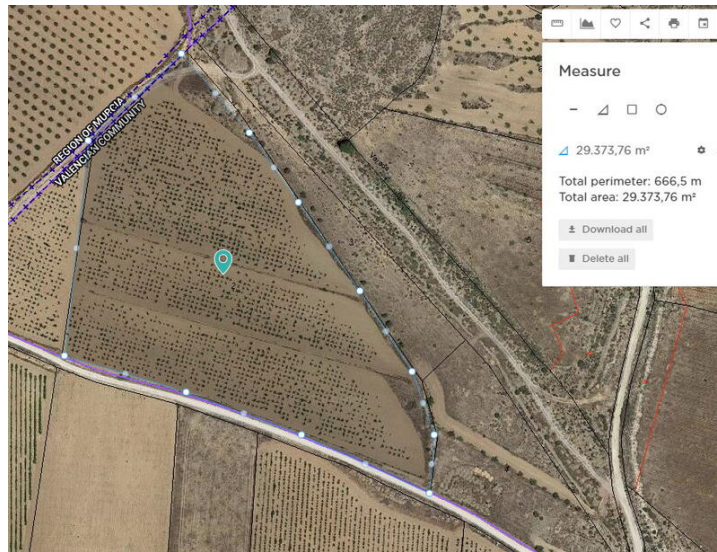 Measure
29.373,76 m²
Total perimeter: 666,5 m
Total area: 29.373,76 m²
Download all
Delete all
REGION OF MURCIA
VALENCIAN COMMUNITY